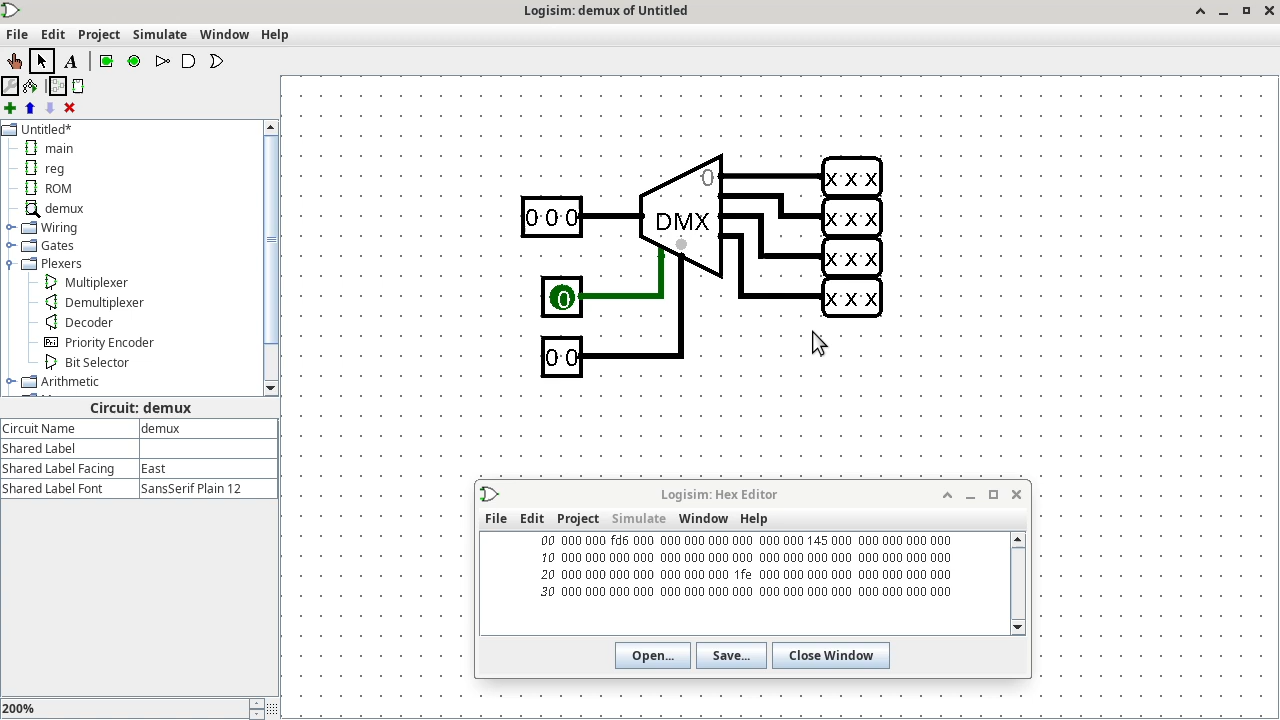 Logisim: demux of Untitled
File Edit Project Simulate Window Help
A
Untitled*
main
reg
ROM
demux
Wiring
Gates
Plexers
Multiplexer
Demultiplexer
Decoder
Priority Encoder
Bit Selector
Arithmetic
Circuit: demux
Circuit Name demux
Shared Label
Shared Label Facing East
Shared Label Font SansSerif Plain 12
200%
0
x x x
0 0 0
DMX
x x x
x x x
0
x x x
0 0
Logisim: Hex Editor
File Edit Project Simulate Window Help
00 000 000 fd6 000 000 000 000 000 000 000 145 000 000 000 000 000
10 000 000 000 000 000 000 000 000 000 000 000 000 000 000 000 000
20 000 000 000 000 000 000 000 1fe 000 000 000 000 000 000 000 000
30 000 000 000 000 000 000 000 000 000 000 000 000 000 000 000 000
Open... Save... Close Window